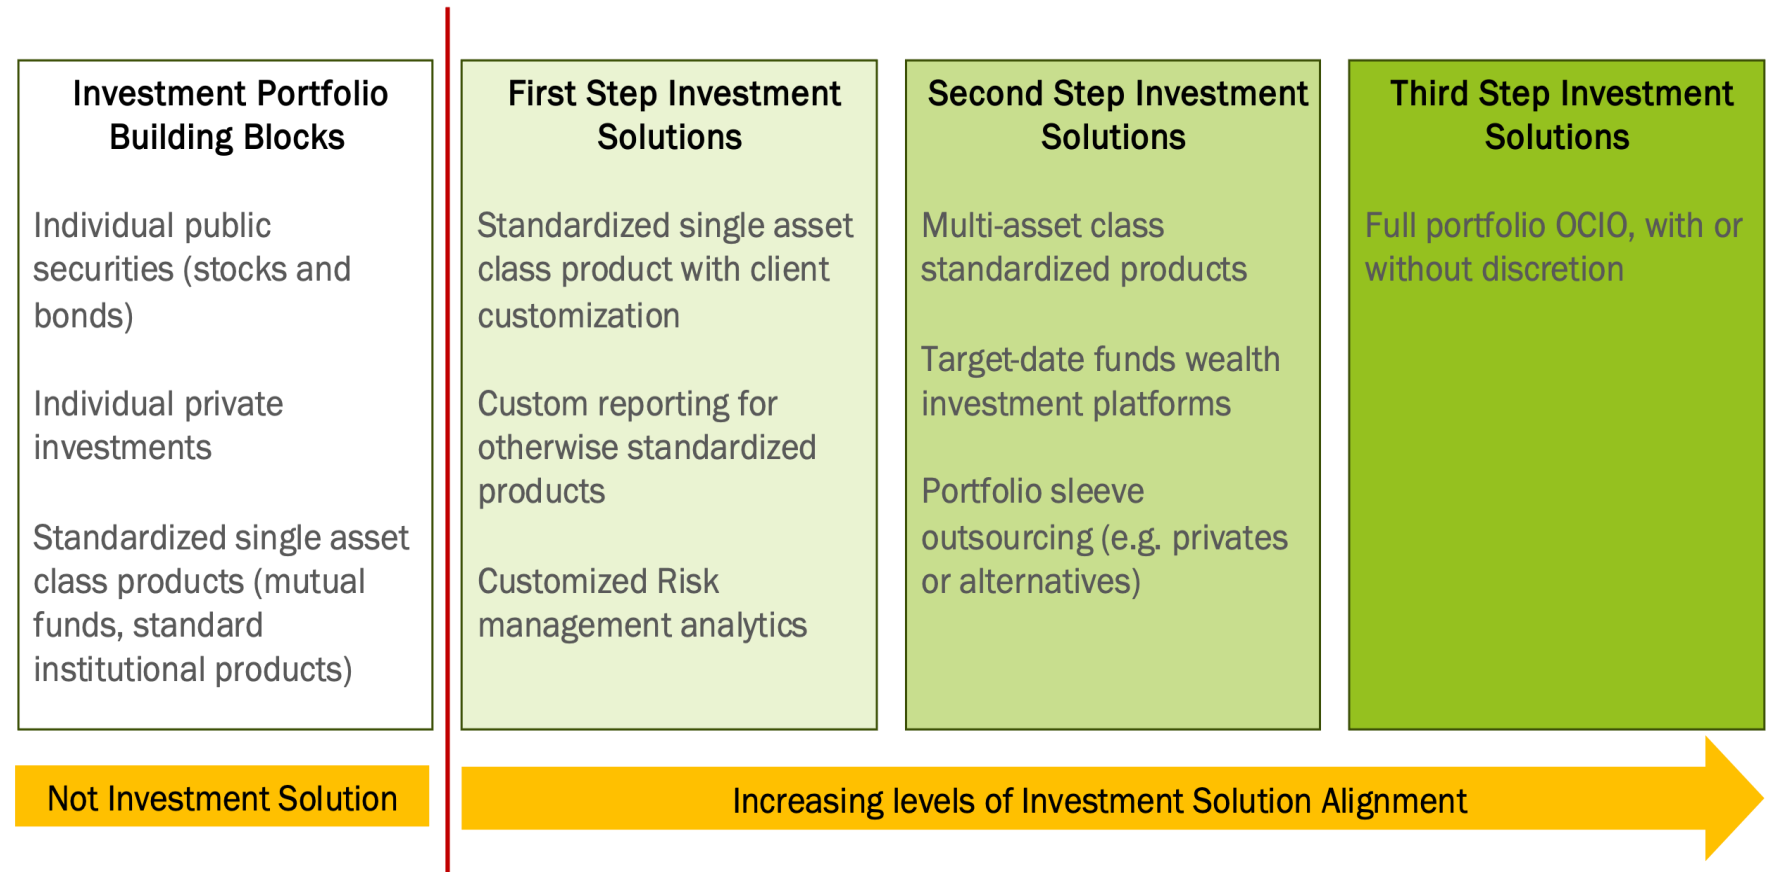 Investment Portfolio
Building Blocks
Individual public
securities (stocks and
bonds)
Individual private
investments
Standardized single asset
class products (mutual
funds, standard
institutional products)
First Step Investment
Solutions
Standardized single asset
class product with client
customization
Custom reporting for
otherwise standardized
products
Customized Risk
management analytics
Second Step Investment
Solutions
Multi-asset class
standardized products
Target-date funds wealth
investment platforms
Portfolio sleeve
outsourcing (e.g. privates
or alternatives)
Third Step Investment
Solutions
Full portfolio OCIO, with or
without discretion
Not Investment Solution
Increasing levels of Investment Solution Alignment